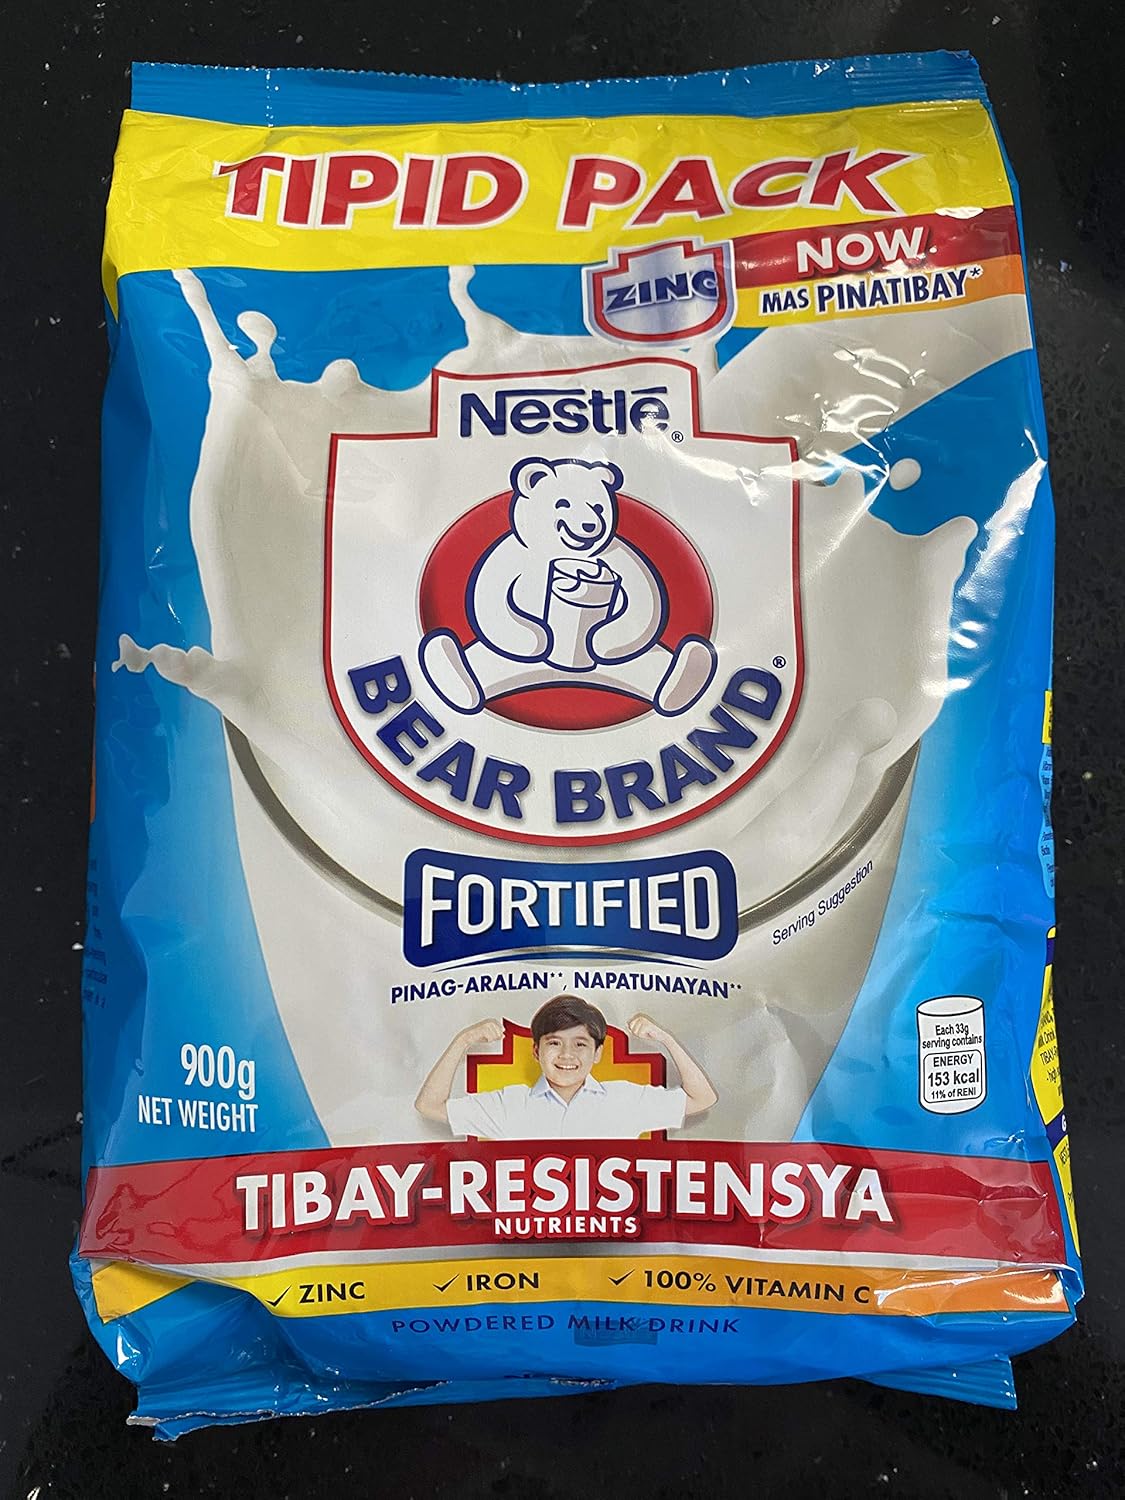 TIPID PACK
NOW
ZINC
MAS PINATIBAY*
Nestlé®
BEAR BRAND®
FORTIFIED
Serving Suggestion
PINAG-ARALAN**, NAPATUNAYAN**
Each 33g
serving contains
ENERGY
153 kcal
11% of RENI
900g
NET WEIGHT
TIBAY-RESISTENSYA
NUTRIENTS
✓ ZINC ✓ IRON ✓ 100% VITAMIN C
POWDERED MILK DRINK